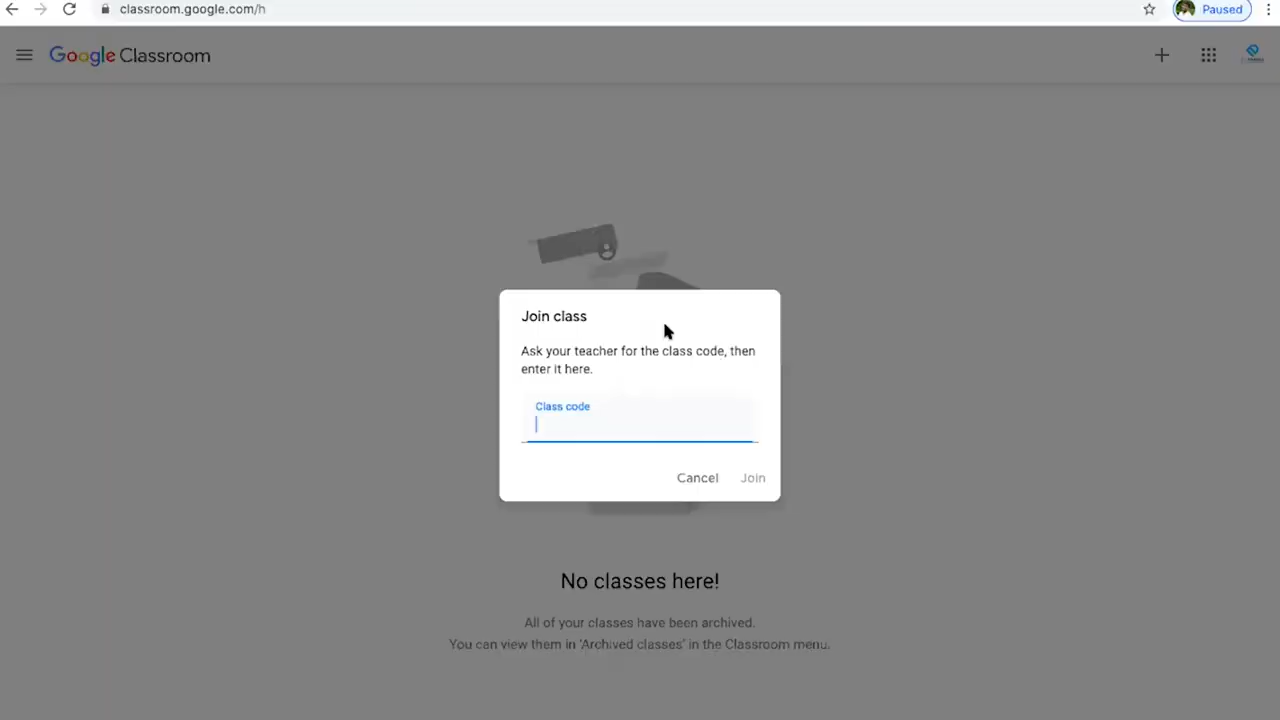 classroom.google.com/h
Paused
Google Classroom
Join class
Ask your teacher for the class code, then
enter it here.
Class code
Cancel
Join
No classes here!
All of your classes have been archived.
You can view them in 'Archived classes' in the Classroom menu.